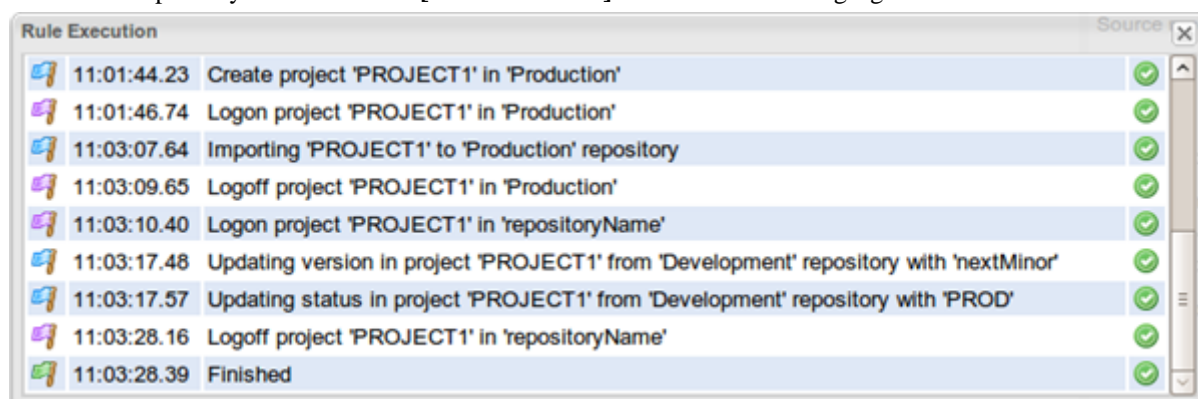 Rule Execution
Source
11:01:44.23 Create project 'PROJECT1' in 'Production'
11:01:46.74 Logon project 'PROJECT1' in 'Production'
11:03:07.64 Importing 'PROJECT1' to 'Production' repository
11:03:09.65 Logoff project 'PROJECT1' in 'Production'
11:03:10.40 Logon project 'PROJECT1' in 'repositoryName'
11:03:17.48 Updating version in project 'PROJECT1' from 'Development' repository with 'nextMinor'
11:03:17.57 Updating status in project 'PROJECT1' from 'Development' repository with 'PROD'
11:03:28.16 Logoff project 'PROJECT1' in 'repositoryName'
11:03:28.39 Finished